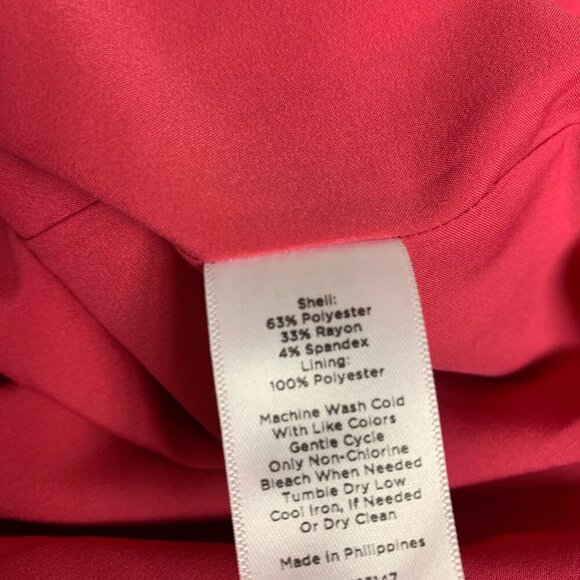 Shell:
63% Polyester
33% Rayon
4% Spandex
Lining:
100% Polyester
Machine Wash Cold
With Like Colors
Gentle Cycle
Only Non-Chlorine
Bleach When Needed
Tumble Dry Low
Cool Iron, If Needed
Or Dry Clean
Made in Philippines